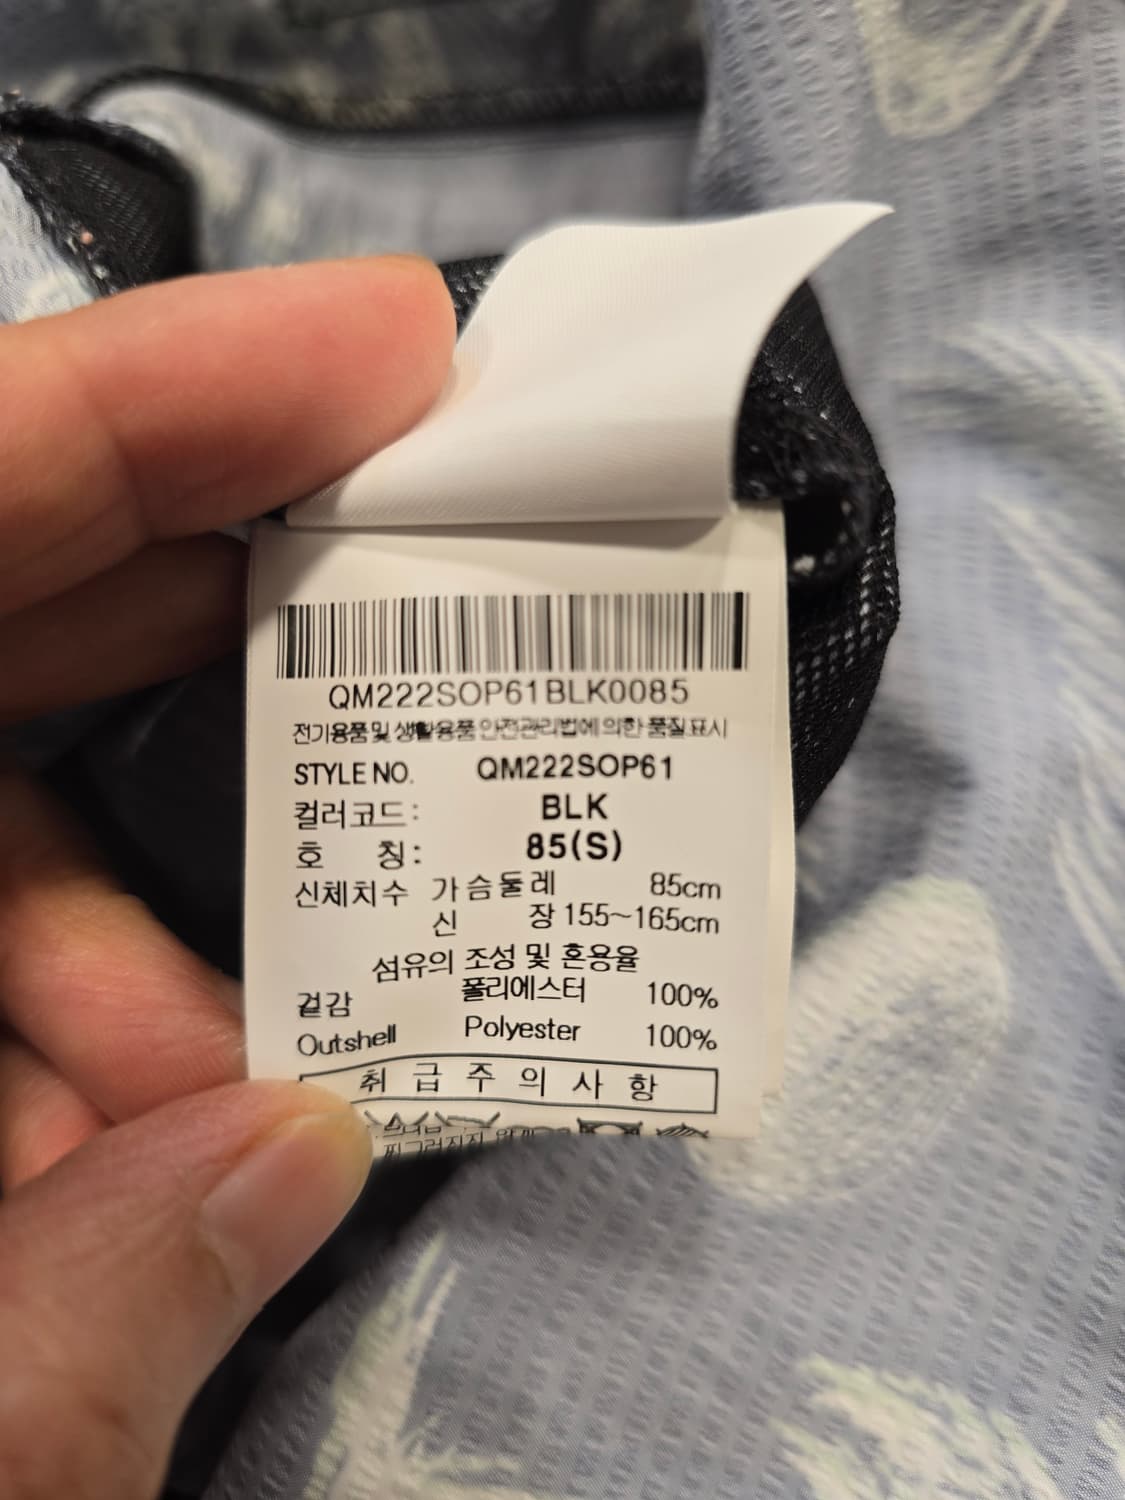 QM222SOP61BLK0085
전기용품 및 생활용품 안전관리법에 의한 품질표시
STYLE NO. QM222SOP61
컬러코드: BLK
호 칭: 85(S)
신체치수 가슴둘레 85cm
신 장 155~165cm
섬유의 조성 및 혼용율
겉감 폴리에스터 100%
Outshell Polyester 100%
취급주의사항